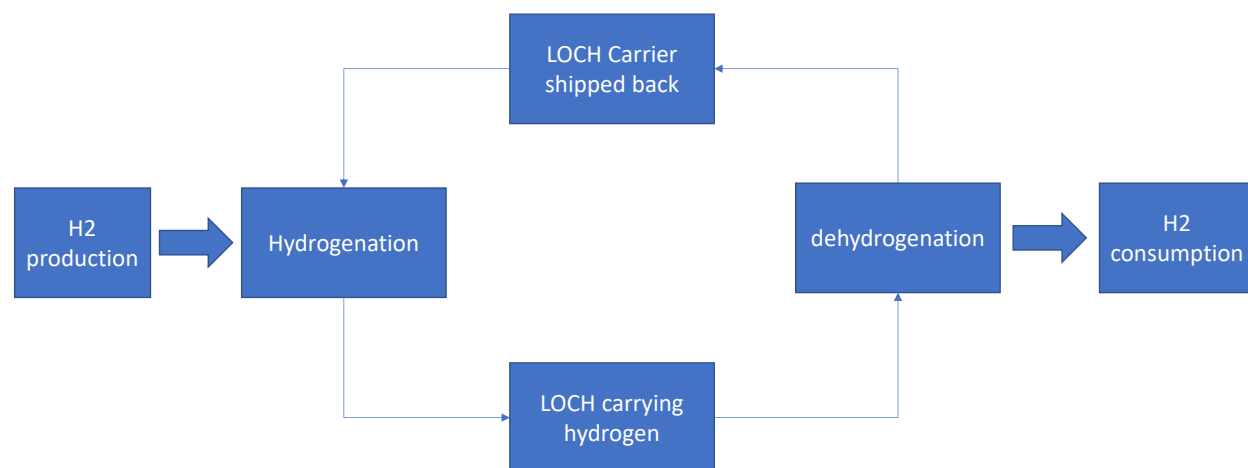 LOCH Carrier
shipped back
H2
production
Hydrogenation
dehydrogenation
H2
consumption
LOCH carrying
hydrogen